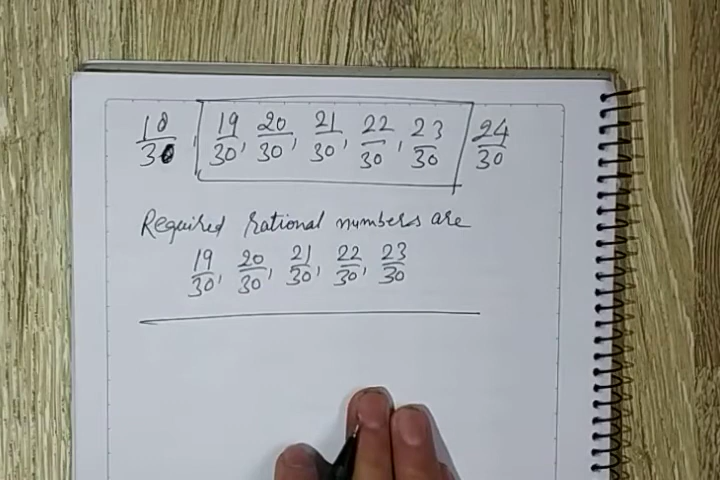 18/30, 19/30, 20/30, 21/30, 22/30, 23/30 24/30
Required rational numbers are
19/30, 20/30, 21/30, 22/30, 23/30